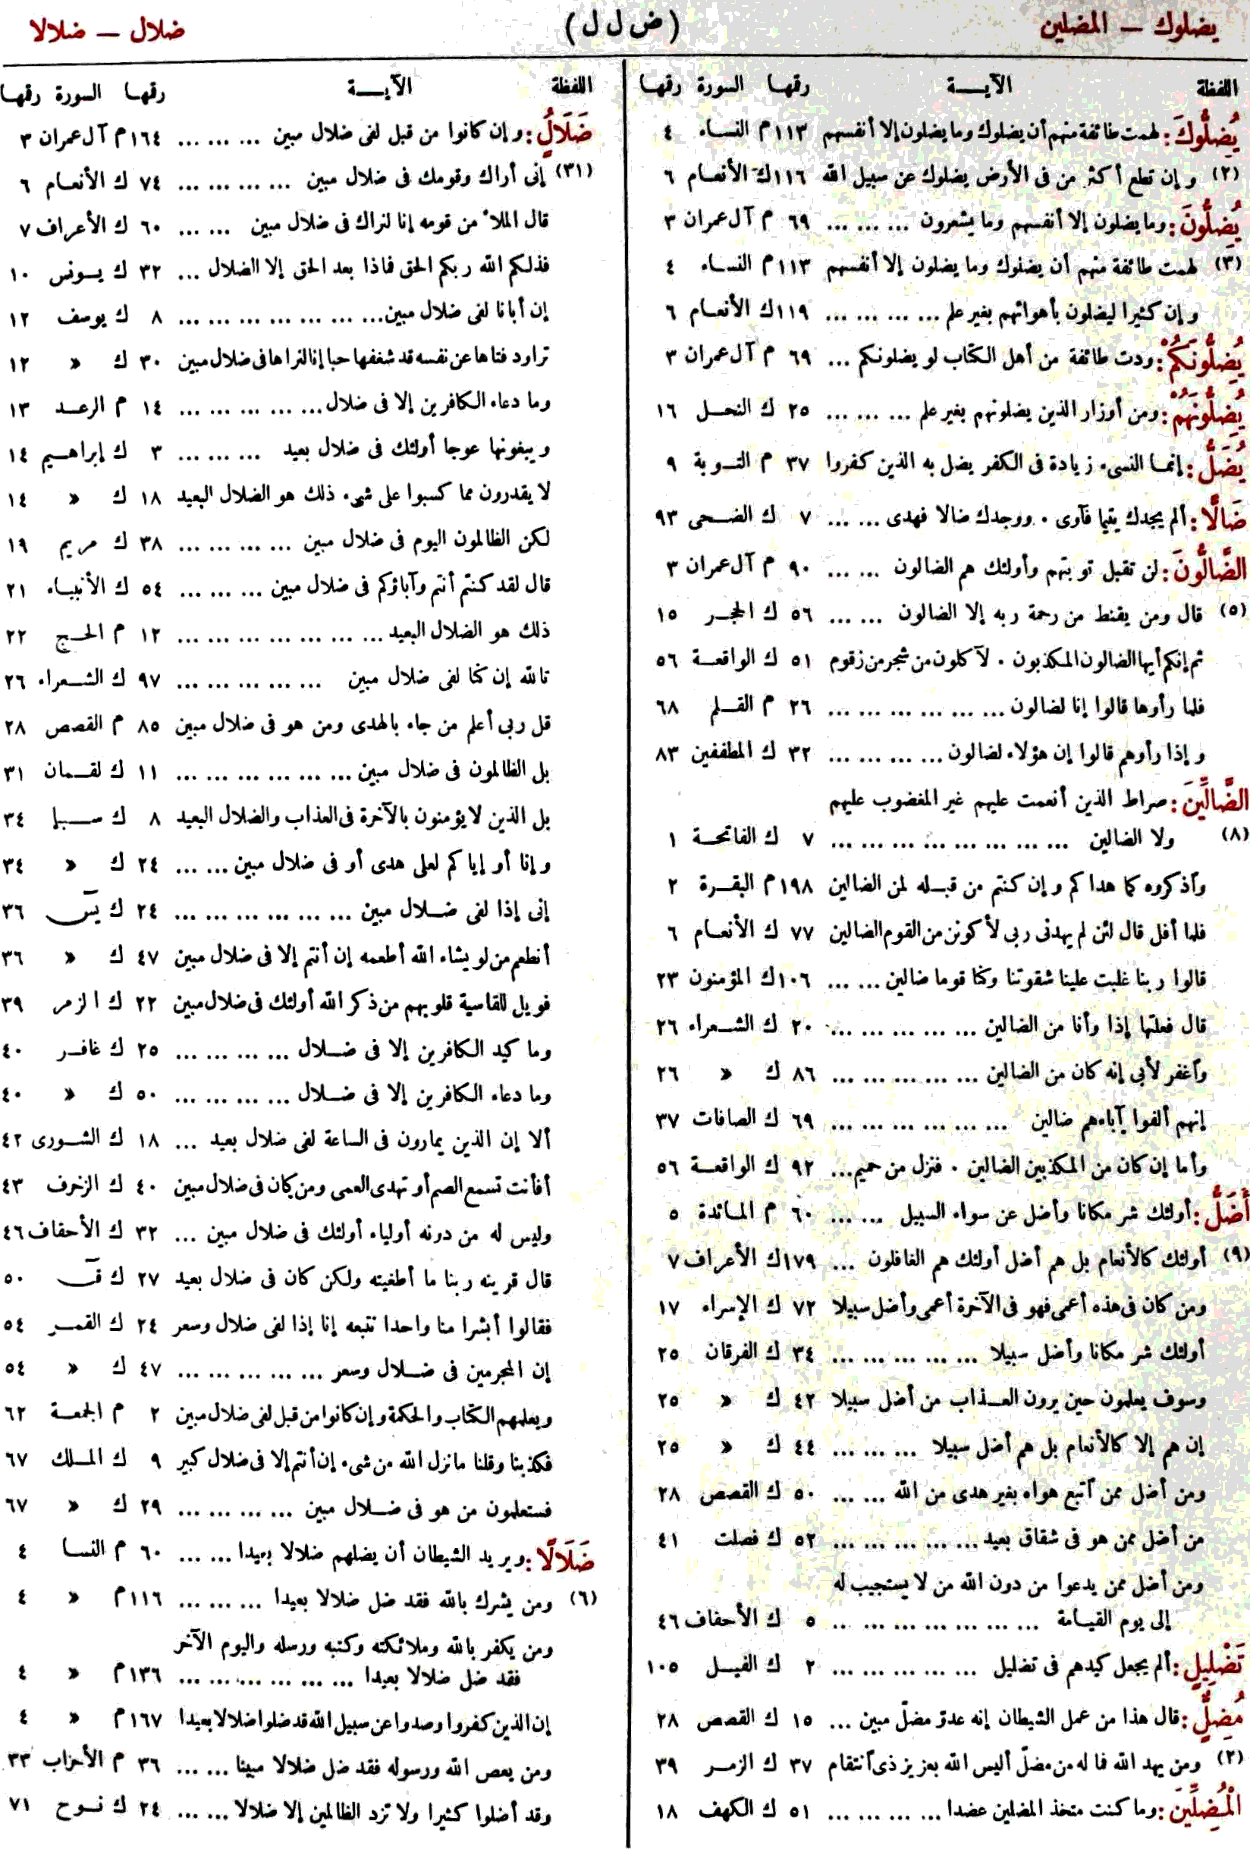 يضلوك — المضلين
(ض ل ل)
ضلال — ضلالا
اللفظة الآيــــة رقمها السورة رقمها
يُضِلُّوكَ: لهمت طائفة منهم أن يضلوك وما يضلون إلا أنفسهم ١١٣ م النساء ٤
(٢) وإن تطع أكثر من فى الأرض يضلوك عن سبيل الله ١١٦ ك الأنعام ٦
يُضِلُّونَ: وما يضلون إلا أنفسهم وما يشعرون ... ... ... ٦٩ م آل عمران ٣
(٣) لهمت طائفة منهم أن يضلوك وما يضلون إلا أنفسهم ١١٣ م النساء ٤
وإن كثيرا ليضلون بأهوائهم بغير علم ... ... ... ... ١١٩ ك الأنعام ٦
يُضِلُّونَكُمْ: ودت طائفة من أهل الكتاب لو يضلونكم ... ٦٩ م آل عمران ٣
يُضِلُّونَهُمْ: ومن أوزار الذين يضلونهم بغير علم ... ... ... ... ٢٥ ك النحل ١٦
يُضَلُّ: إنما النسىء زيادة فى الكفر يضل به الذين كفروا ٣٧ م التوبة ٩
ضَالًّا: ألم يجدك يتيما فآوى . ووجدك ضالا فهدى ... ... ٧ ك الضحى ٩٣
الضَّالُّونَ: لن تقبل توبتهم وأولئك هم الضالون ... ... ٩٠ م آل عمران ٣
(٥) قال ومن يقنط من رحمة ربه إلا الضالون ... ... ٥٦ ك الحجر ١٥
ثم إنكم أيها الضالون المكذبون . لآكلون من شجر من زقوم ٥١ ك الواقعة ٥٦
فلما رأوها قالوا إنا لضالون ... ... ... ... ... ... ٢٦ م القلم ٦٨
وإذا رأوهم قالوا إن هؤلاء لضالون ... ... ... ... ٣٢ ك المطففين ٨٣
الضَّالِّينَ: صراط الذين أنعمت عليهم غير المغضوب عليهم
(٨) ولا الضالين ... ... ... ... ... ... ... ... ٧ ك الفاتحة ١
وآذكروه كما هداكم وإن كنتم من قبله لمن الضالين ١٩٨ م البقرة ٢
فلما أفل قال لئن لم يهدنى ربى لأكونن من القوم الضالين ٧٧ ك الأنعام ٦
قالوا ربنا غلبت علينا شقوتنا وكنا قوما ضالين ... ... ١٠٦ ك المؤمنون ٢٣
قال فعلتها إذا وأنا من الضالين ... ... ... ... ... ٢٠ ك الشعراء ٢٦
وآغفر لأبى إنه كان من الضالين ... ... ... ... ... ٨٦ ك « ٢٦
إنهم ألفوا آباءهم ضالين ... ... ... ... ... ... ٦٩ ك الصافات ٣٧
وأما إن كان من المكذبين الضالين . فنزل من حميم ... ٩٢ ك الواقعة ٥٦
أَضَلُّ: أولئك شر مكانا وأضل عن سواء السبيل ... ... ٦٠ م المائدة ٥
(٩) أولئك كالأنعام بل هم أضل أولئك هم الغافلون ... ١٧٩ ك الأعراف ٧
ومن كان فى هذه أعمى فهو فى الآخرة أعمى وأضل سبيلا ٧٢ ك الإسراء ١٧
أولئك شر مكانا وأضل سبيلا ... ... ... ... ... ٣٤ ك الفرقان ٢٥
وسوف يعلمون حين يرون العذاب من أضل سبيلا ٤٢ ك « ٢٥
إن هم إلا كالأنعام بل هم أضل سبيلا ... ... ... ٤٤ ك « ٢٥
ومن أضل ممن آتبع هواه بغير هدى من الله ... ... ٥٠ ك القصص ٢٨
من أضل ممن هو فى شقاق بعيد ... ... ... ... ... ٥٢ ك فصلت ٤١
ومن أضل ممن يدعوا من دون الله من لا يستجيب له
إلى يوم القيامة ... ... ... ... ... ... ... ٥ ك الأحقاف ٤٦
تَضْلِيلٍ: ألم يجعل كيدهم فى تضليل ... ... ... ... ... ٢ ك الفيل ١٠٥
مُضِلٌّ: قال هذا من عمل الشيطان إنه عدوّ مضلّ مبين ... ١٥ ك القصص ٢٨
(٢) ومن يهد الله فما له من مضلّ أليس الله بعزيز ذى آنتقام ٣٧ ك الزمر ٣٩
الْمُضِلِّينَ: وما كنت متخذ المضلين عضدا ... ... ... ... ٥١ ك الكهف ١٨
اللفظة الآيــــة رقمها السورة رقمها
ضَلَالٍ: وإن كانوا من قبل لفى ضلال مبين ... ... ... ١٦٤ م آل عمران ٣
(٣١) إنى أراك وقومك فى ضلال مبين ... ... ... ... ٧٤ ك الأنعام ٦
قال الملأ من قومه إنا لنراك فى ضلال مبين ... ... ٦٠ ك الأعراف ٧
فذلكم الله ربكم الحق فماذا بعد الحق إلا الضلال ... ٣٢ ك يونس ١٠
إن أبانا لفى ضلال مبين ... ... ... ... ... ... ... ٨ ك يوسف ١٢
تراود فتاها عن نفسه قد شغفها حبا إنا لنراها فى ضلال مبين ٣٠ ك « ١٢
وما دعاء الكافرين إلا فى ضلال ... ... ... ... ... ١٤ م الرعد ١٣
ويبغونها عوجا أولئك فى ضلال بعيد ... ... ... ٣ ك إبراهيم ١٤
لا يقدرون مما كسبوا على شىء ذلك هو الضلال البعيد ١٨ ك « ١٤
لكن الظالمون اليوم فى ضلال مبين ... ... ... ... ٣٨ ك مريم ١٩
قال لقد كنتم أنتم وآباؤكم فى ضلال مبين ... ... ... ٥٤ ك الأنبياء ٢١
ذلك هو الضلال البعيد ... ... ... ... ... ... ... ١٢ م الحج ٢٢
تالله إن كنا لفى ضلال مبين ... ... ... ... ... ٩٧ ك الشعراء ٢٦
قل ربى أعلم من جاء بالهدى ومن هو فى ضلال مبين ٨٥ م القصص ٢٨
بل الظالمون فى ضلال مبين ... ... ... ... ... ... ١١ ك لقمان ٣١
بل الذين لا يؤمنون بالآخرة فى العذاب والضلال البعيد ٨ ك سبإ ٣٤
وإنا أو إياكم لعلى هدى أو فى ضلال مبين ... ... ٢٤ ك « ٣٤
إنى إذا لفى ضلال مبين ... ... ... ... ... ... ٢٤ ك يس ٣٦
أنطعم من لو يشاء الله أطعمه إن أنتم إلا فى ضلال مبين ٤٧ ك « ٣٦
فويل للقاسية قلوبهم من ذكر الله أولئك فى ضلال مبين ٢٢ ك الزمر ٣٩
وما كيد الكافرين إلا فى ضلال ... ... ... ... ٢٥ ك غافر ٤٠
وما دعاء الكافرين إلا فى ضلال ... ... ... ... ٥٠ ك « ٤٠
ألا إن الذين يمارون فى الساعة لفى ضلال بعيد ... ١٨ ك الشورى ٤٢
أفأنت تسمع الصم أو تهدى العمى ومن كان فى ضلال مبين ٤٠ ك الزخرف ٤٣
وليس له من دونه أولياء أولئك فى ضلال مبين ... ٣٢ ك الأحقاف ٤٦
قال قرينه ربنا ما أطغيته ولكن كان فى ضلال بعيد ٢٧ ك ق ٥٠
فقالوا أبشرا منا واحدا نتبعه إنا إذا لفى ضلال وسعر ٢٤ ك القمر ٥٤
إن المجرمين فى ضلال وسعر ... ... ... ... ... ٤٧ ك « ٥٤
ويعلمهم الكتاب والحكمة وإن كانوا من قبل لفى ضلال مبين ٢ م الجمعة ٦٢
فكذبنا وقلنا ما نزل الله من شىء إن أنتم إلا فى ضلال كبير ٩ ك الملك ٦٧
فستعلمون من هو فى ضلال مبين ... ... ... ... ٢٩ ك « ٦٧
ضَلَالًا: ويريد الشيطان أن يضلهم ضلالا بعيدا ... ... ٦٠ م النسا ٤
(٦) ومن يشرك بالله فقد ضل ضلالا بعيدا ... ... ... ١١٦ م « ٤
ومن يكفر بالله وملائكته وكتبه ورسله واليوم الآخر
فقد ضل ضلالا بعيدا ... ... ... ... ... ... ١٣٦ م « ٤
إن الذين كفروا وصدوا عن سبيل الله قد ضلوا ضلالا بعيدا ١٦٧ م « ٤
ومن يعص الله ورسوله فقد ضل ضلالا مبينا ... ... ٣٦ م الأحزاب ٣٣
وقد أضلوا كثيرا ولا تزد الظالمين إلا ضلالا ... ... ٢٤ ك نوح ٧١